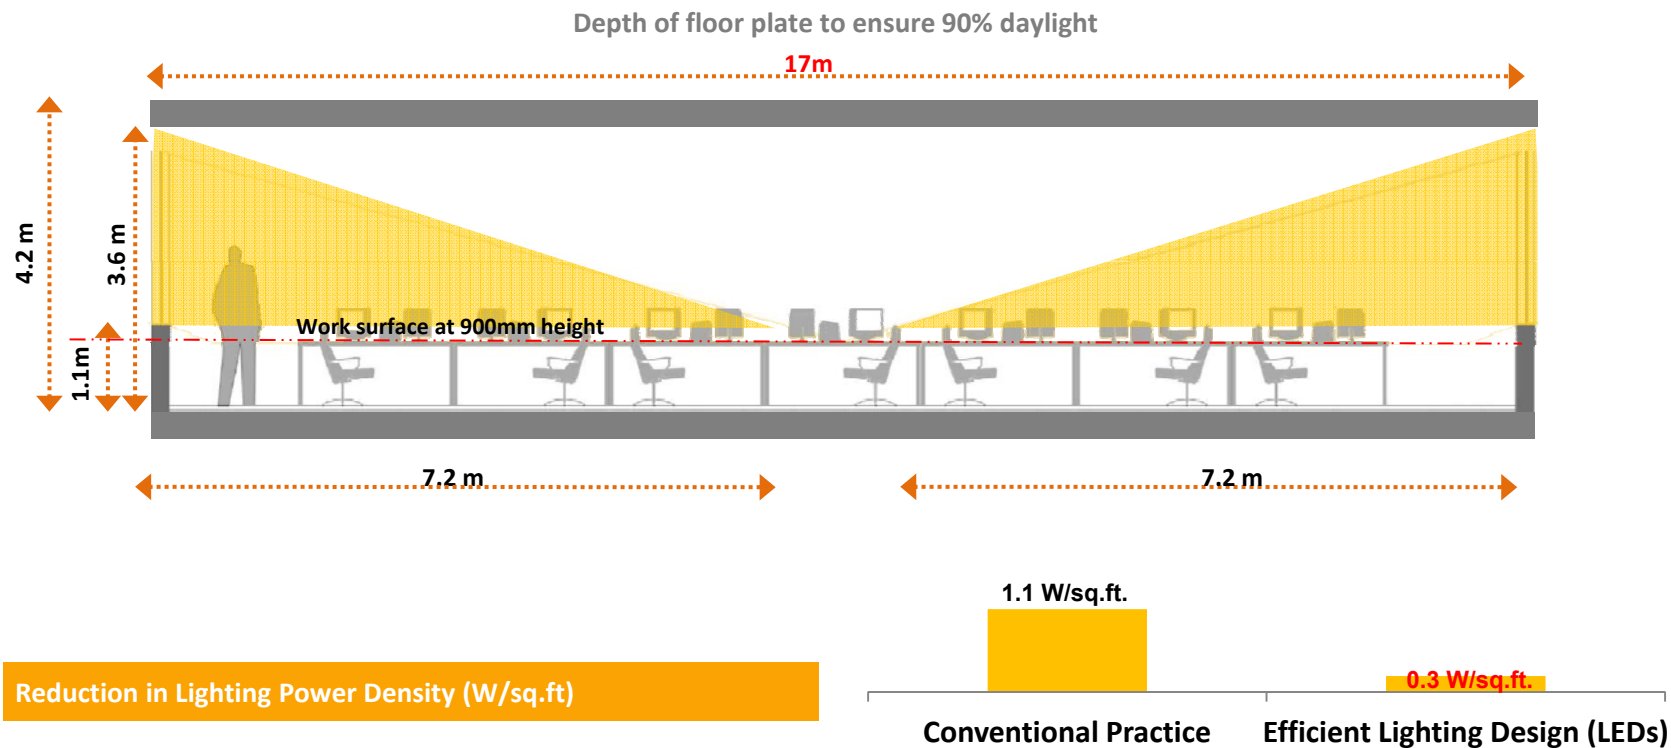 Depth of floor plate to ensure 90% daylight
17m
4.2 m
3.6 m
1.1m
Work surface at 900mm height
7.2 m
7.2 m
1.1 W/sq.ft.
0.3 W/sq.ft.
Reduction in Lighting Power Density (W/sq.ft)
Conventional Practice
Efficient Lighting Design (LEDs)